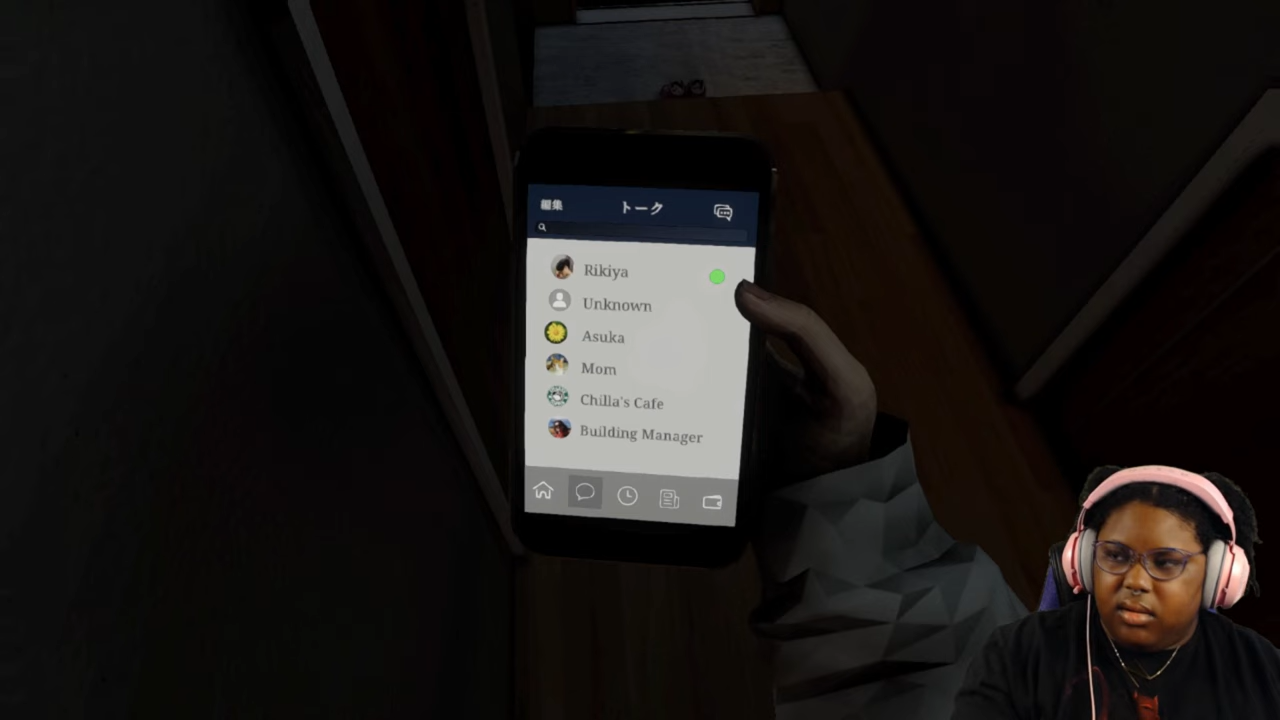 編集
トーク
Rikiya
Unknown
Asuka
Mom
Chilla's Cafe
Building Manager